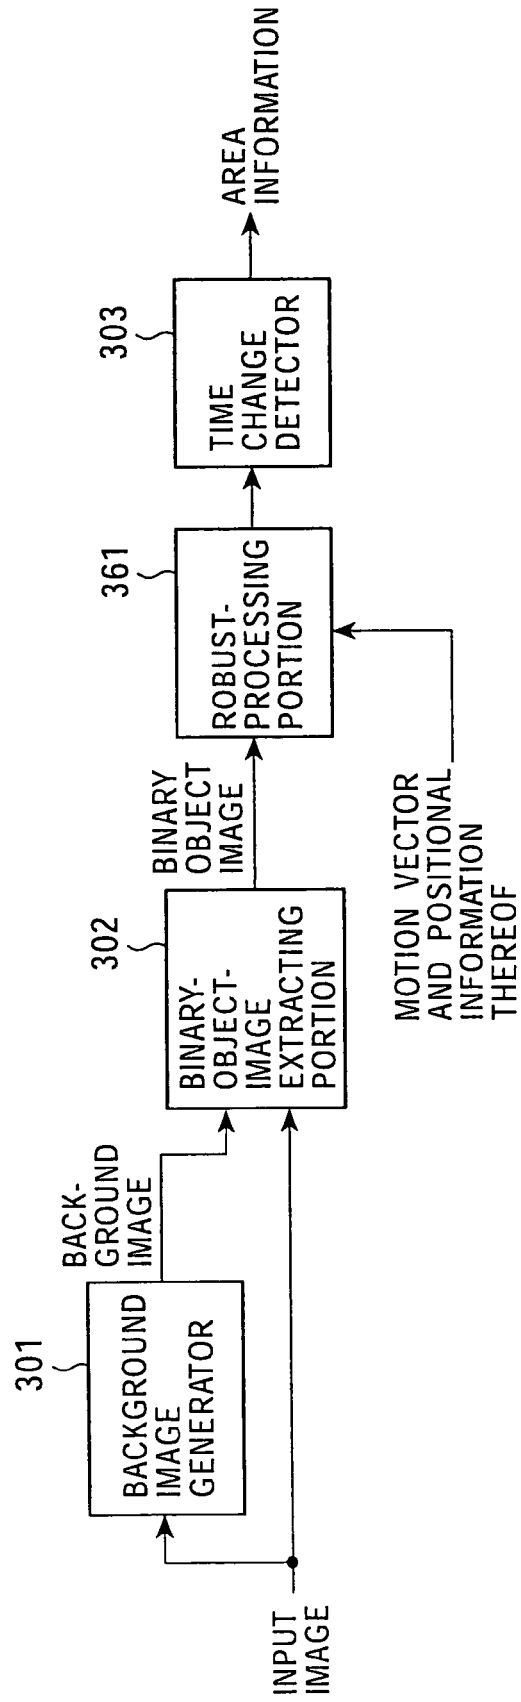 INPUT
IMAGE
301
BACKGROUND
IMAGE
GENERATOR
BACK-
GROUND
IMAGE
302
BINARY-
OBJECT-
IMAGE
EXTRACTING
PORTION
BINARY
OBJECT
IMAGE
MOTION VECTOR
AND POSITIONAL
INFORMATION
THEREOF
361
ROBUST-
PROCESSING
PORTION
303
TIME
CHANGE
DETECTOR
AREA
INFORMATION